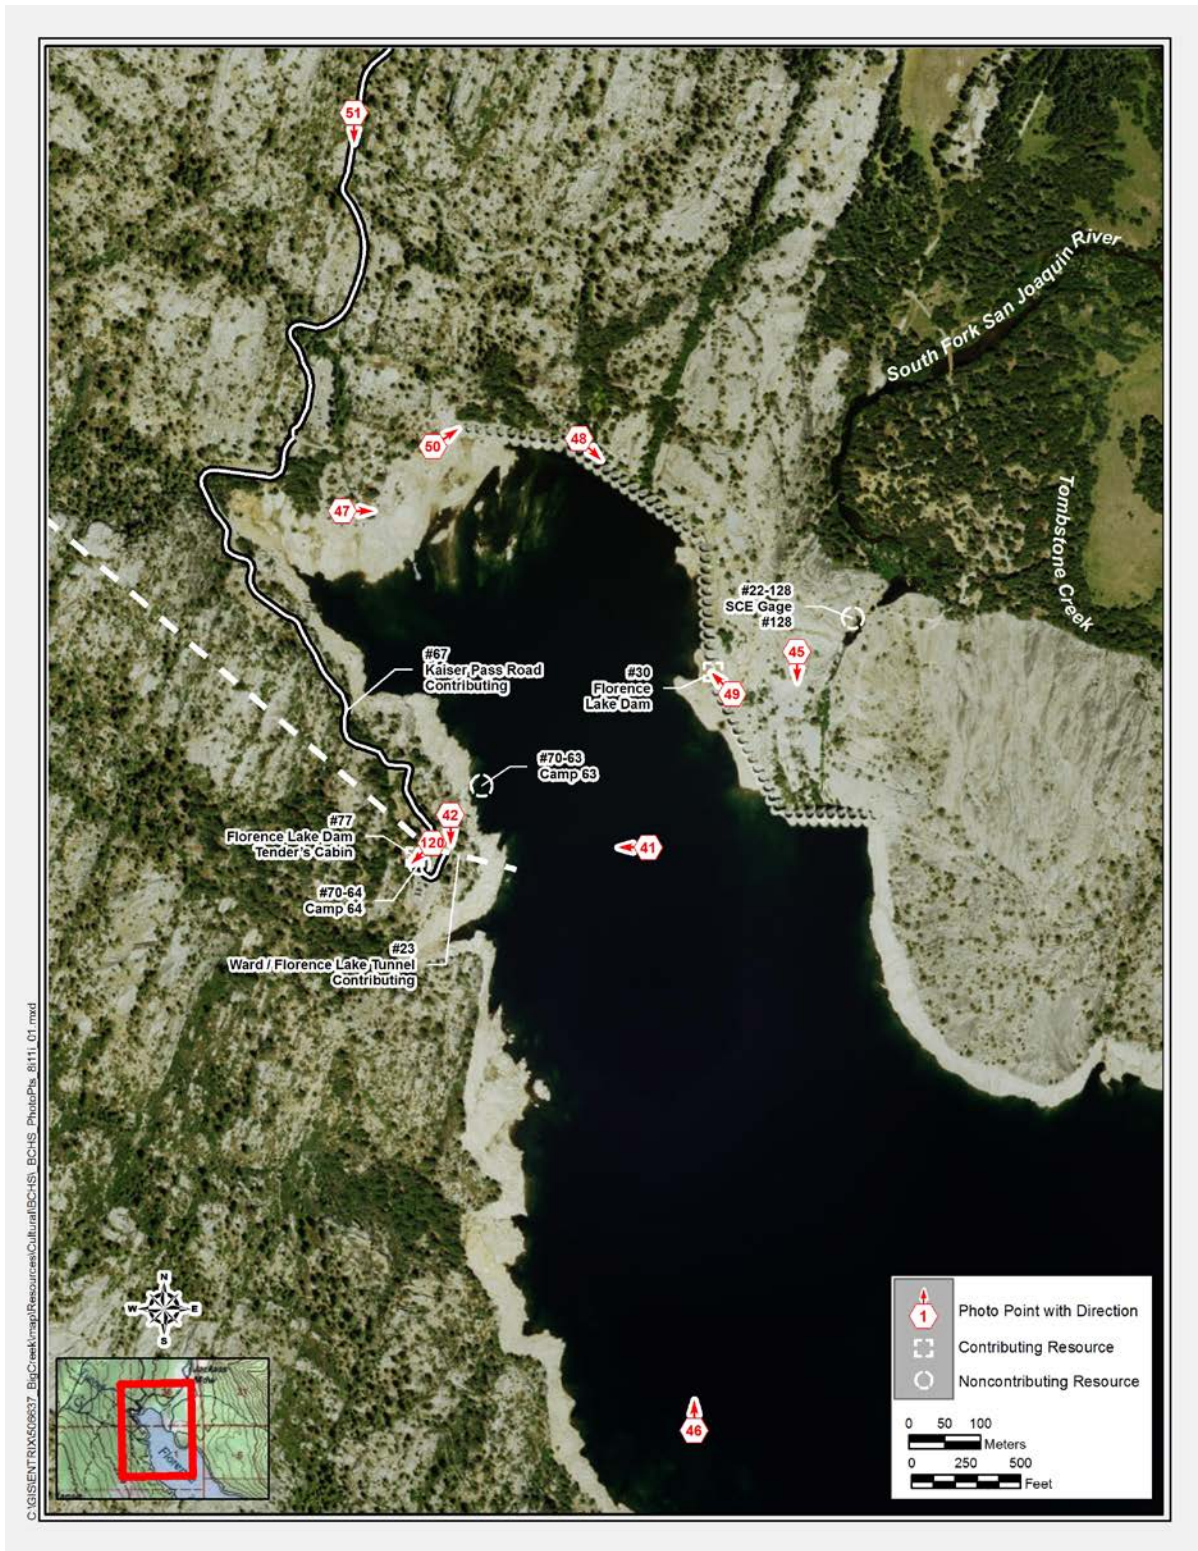 51
South Fork San Joaquin River
50
48
47
Tombstone Creek
#22-128
SCE Gage
#128
45
#67
Kaiser Pass Road
Contributing
#30
Florence
Lake Dam
49
#70-63
Camp 63
42
#77
Florence Lake Dam
Tender's Cabin
120
41
#70-64
Camp 64
#23
Ward / Florence Lake Tunnel
Contributing
46
N
W E
S
Jackass
Mdw
Floren
1
Photo Point with Direction
Contributing Resource
Noncontributing Resource
0 50 100
Meters
0 250 500
Feet